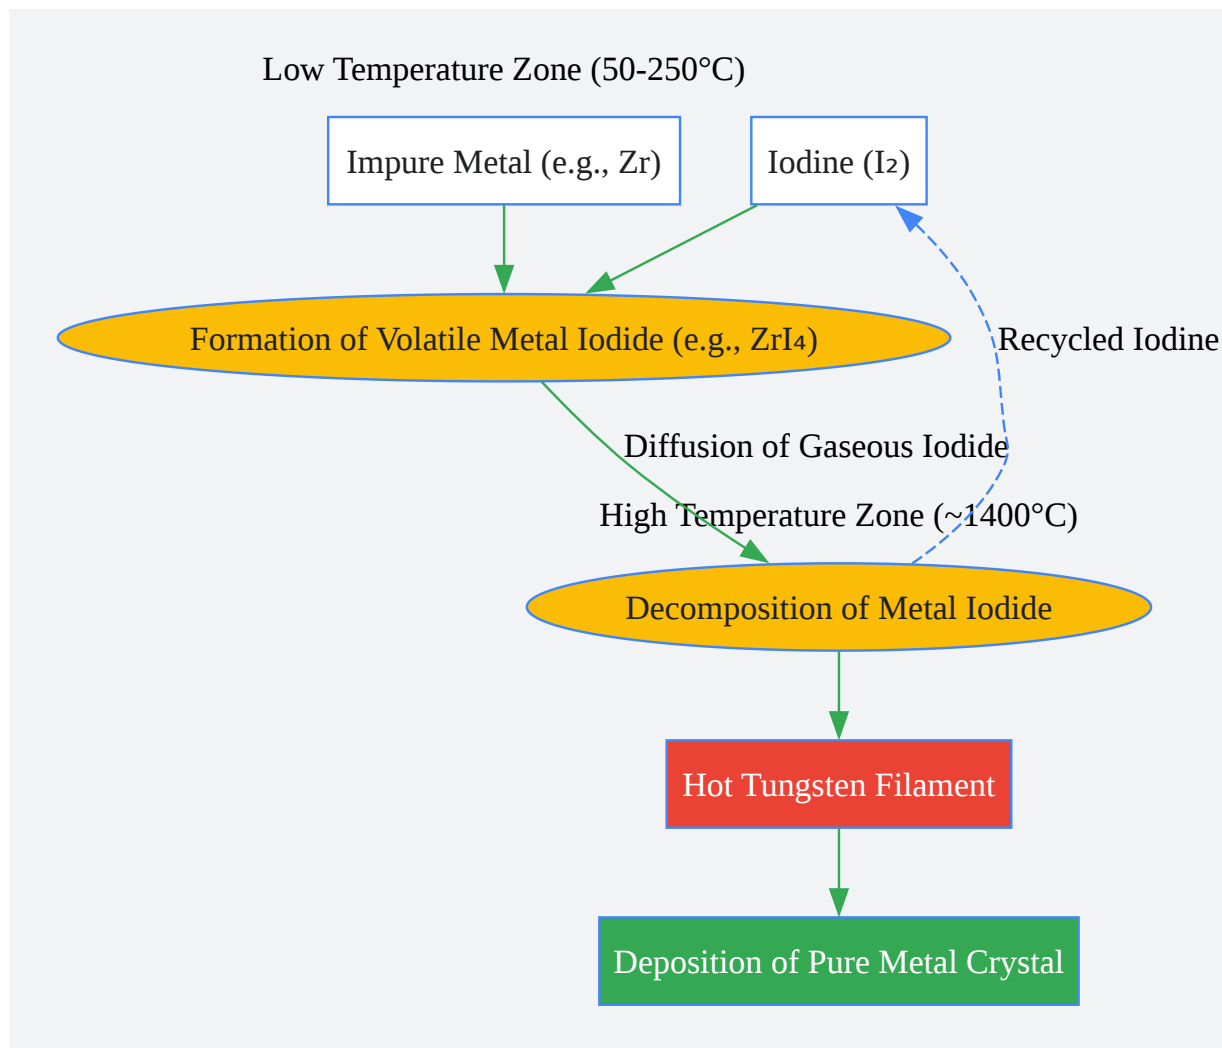 Low Temperature Zone (50-250°C)
Impure Metal (e.g., Zr)
Iodine (I₂)
Formation of Volatile Metal Iodide (e.g., ZrI₄)
Recycled Iodine
Diffusion of Gaseous Iodide
High Temperature Zone (~1400°C)
Decomposition of Metal Iodide
Hot Tungsten Filament
Deposition of Pure Metal Crystal